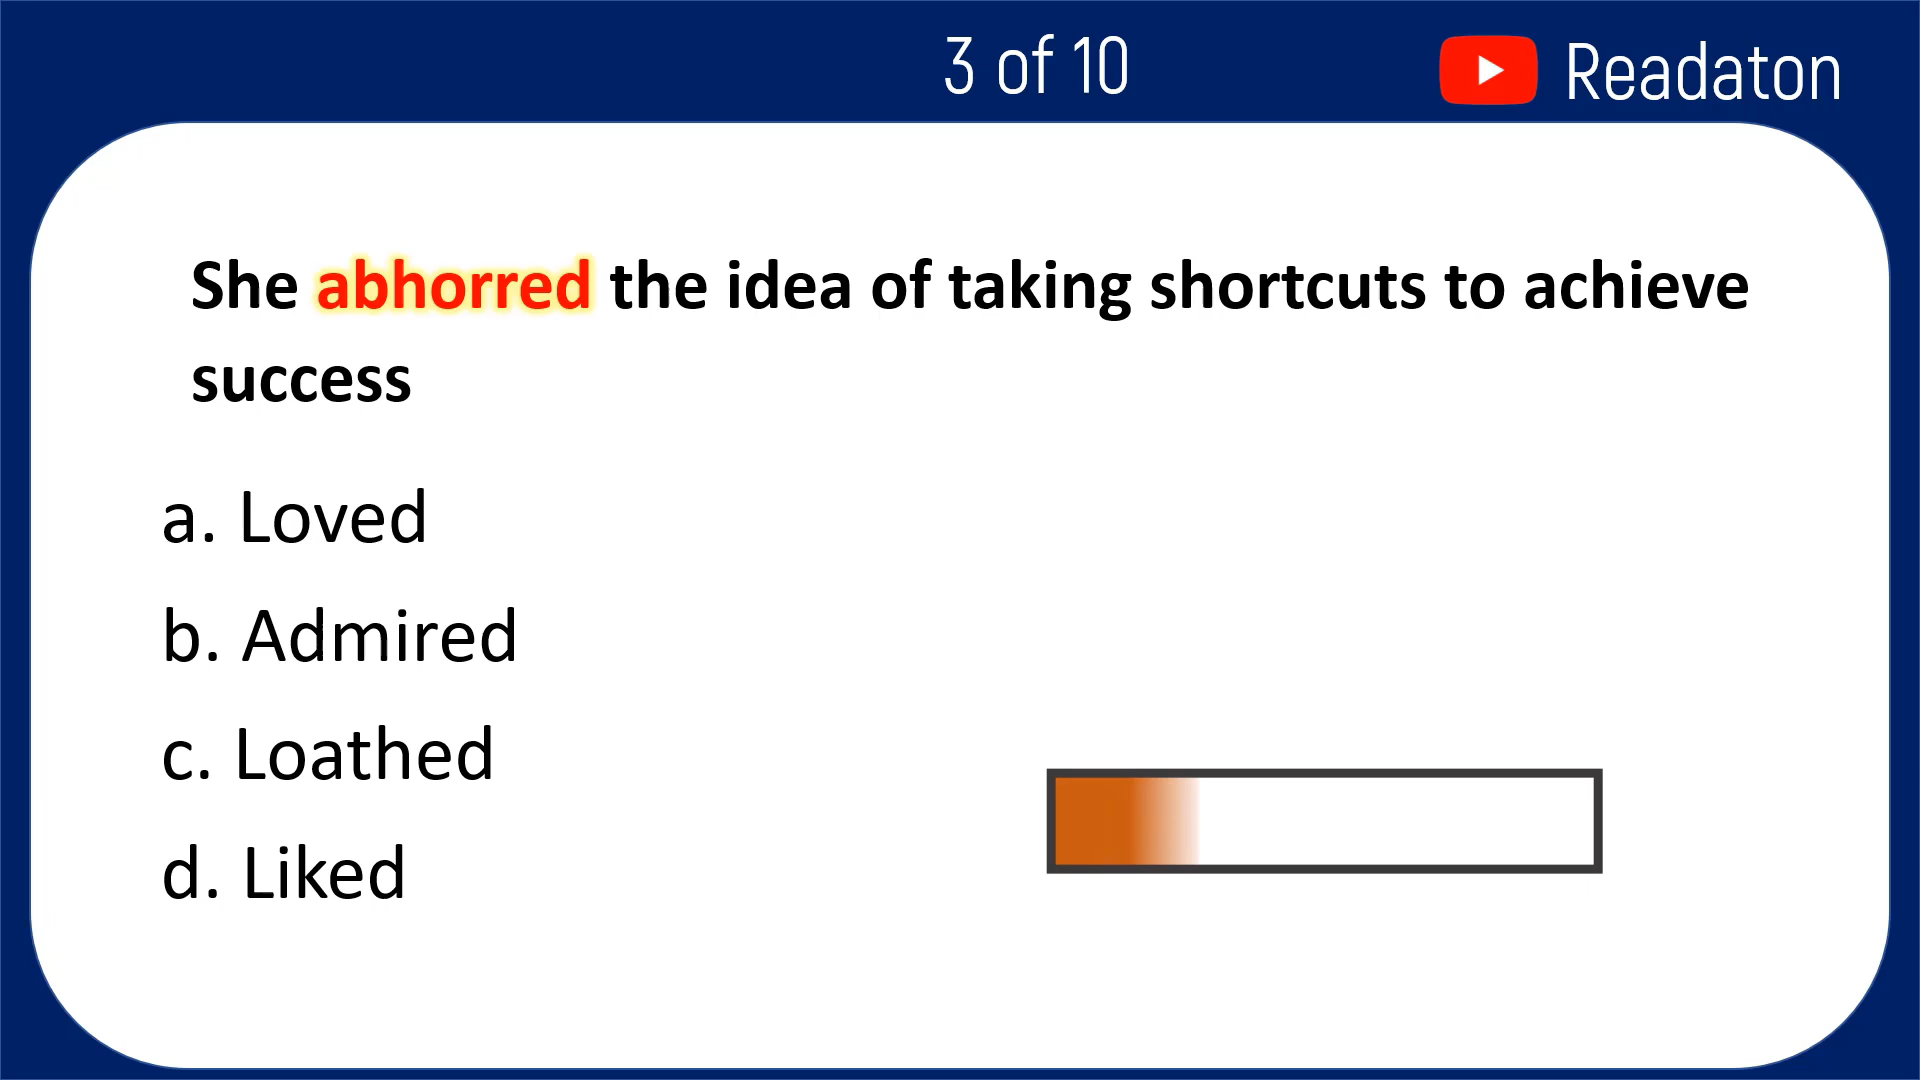 3 of 10
Readaton
She abhorred the idea of taking shortcuts to achieve
success
a. Loved
b. Admired
c. Loathed
d. Liked